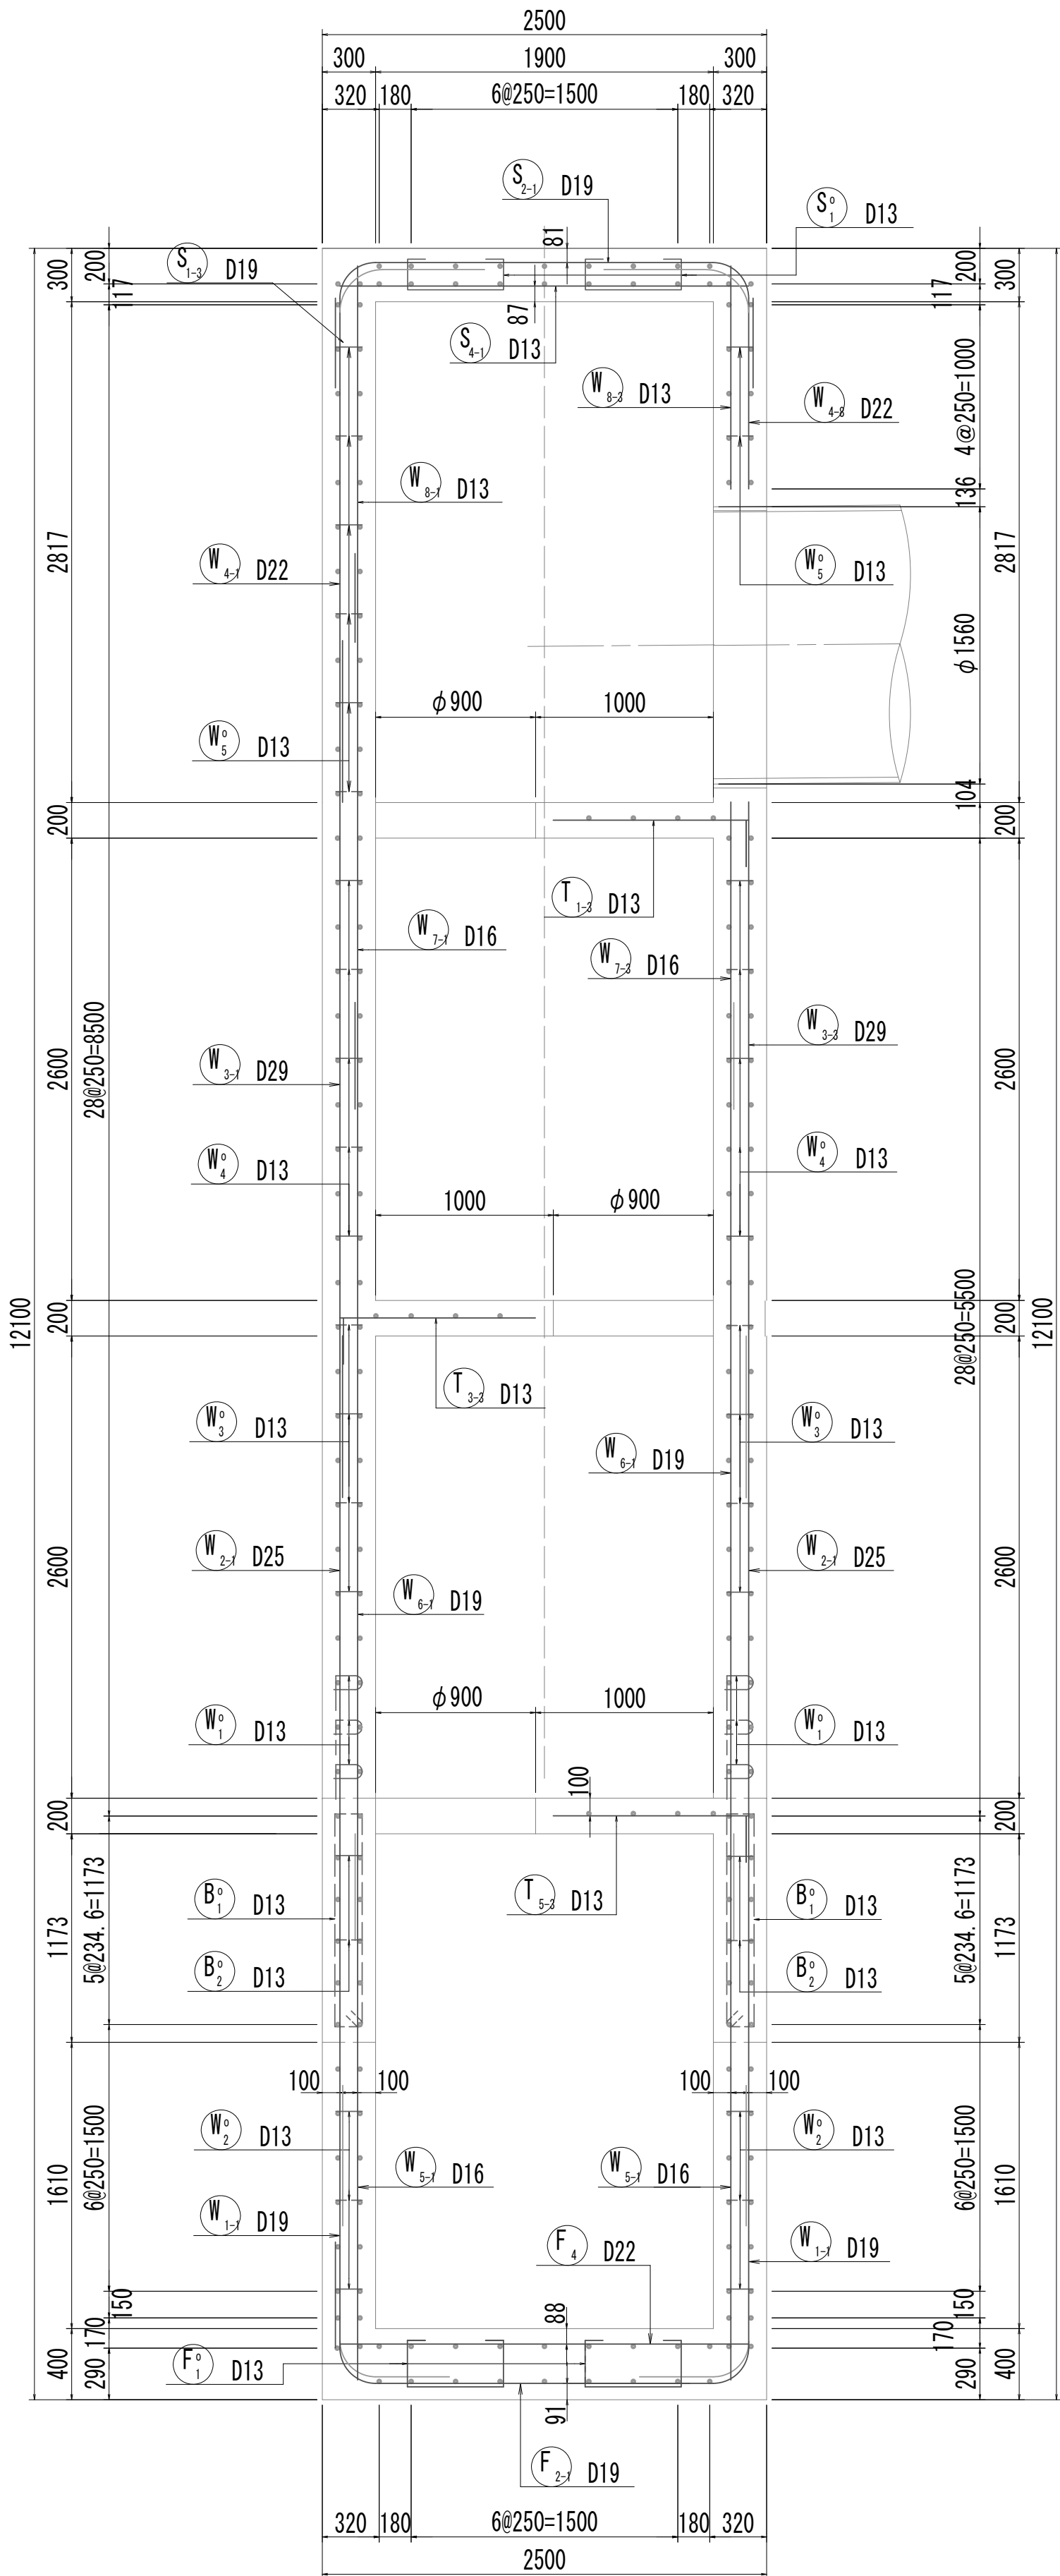 2500
300 1900 300
320 180 6@250=1500 180 320
S2-1 D19
S°1 D13
81
S1-3 D19
200 300 117
200 300 117
87
S4-1 D13
W8-3 D13
4@250=1000
W4-8 D22
W8-1 D13
136
2817
2817
W4-1 D22
W°5 D13
φ1560
φ900 1000
W°5 D13
104
200
200
T1-3 D13
W7-1 D16
W7-3 D16
28@250=8500
W3-3 D29
W3-1 D29
2600
2600
W°4 D13
W°4 D13
1000 φ900
12100
12100
200
200
28@250=5500
T3-3 D13
W°3 D13
W°3 D13
W6-1 D19
W2-1 D25
W2-1 D25
2600
2600
W6-1 D19
φ900 1000
W°1 D13
W°1 D13
100
200
200
T5-3 D13
B°1 D13
B°1 D13
1173
5@234.6=1173
5@234.6=1173
1173
B°2 D13
B°2 D13
100 100 100 100
W°2 D13
W°2 D13
W5-1 D16
W5-1 D16
1610
6@250=1500
6@250=1500
1610
W1-1 D19
F4 D22
W1-1 D19
150
150
88
170
170
F°1 D13
400 290
290 400
91
F2-1 D19
320 180 6@250=1500 180 320
2500